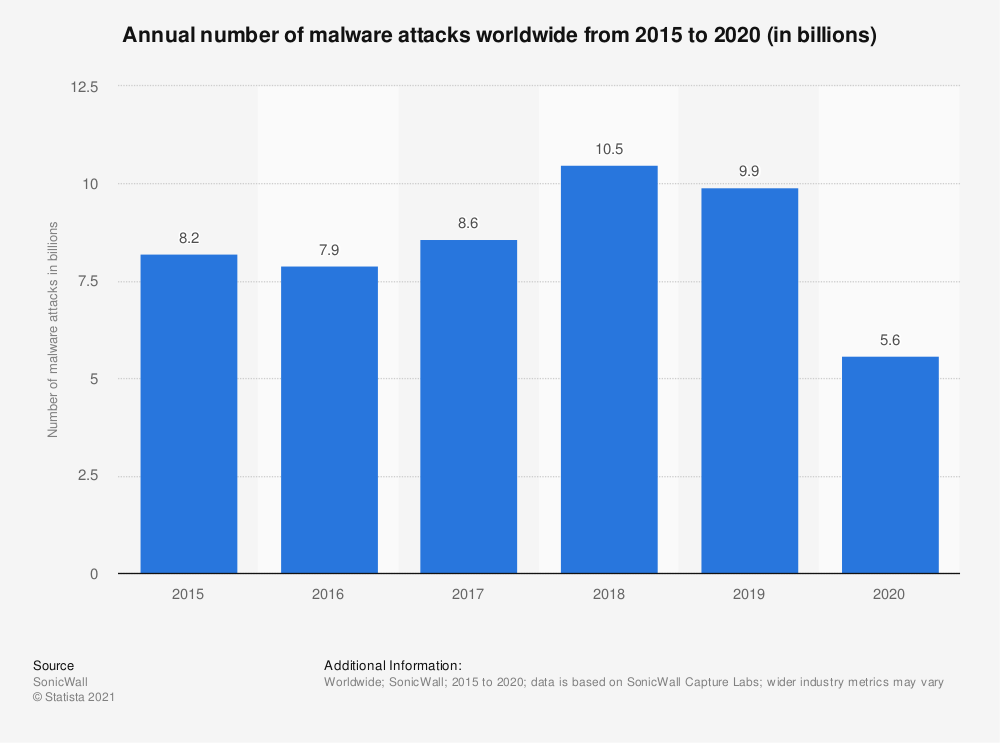 Annual number of malware attacks worldwide from 2015 to 2020 (in billions)
Number of malware attacks in billions
12.5
10
7.5
5
2.5
0
8.2
7.9
8.6
10.5
9.9
5.6
2015
2016
2017
2018
2019
2020
Source
SonicWall
© Statista 2021
Additional Information:
Worldwide; SonicWall; 2015 to 2020; data is based on SonicWall Capture Labs; wider industry metrics may vary